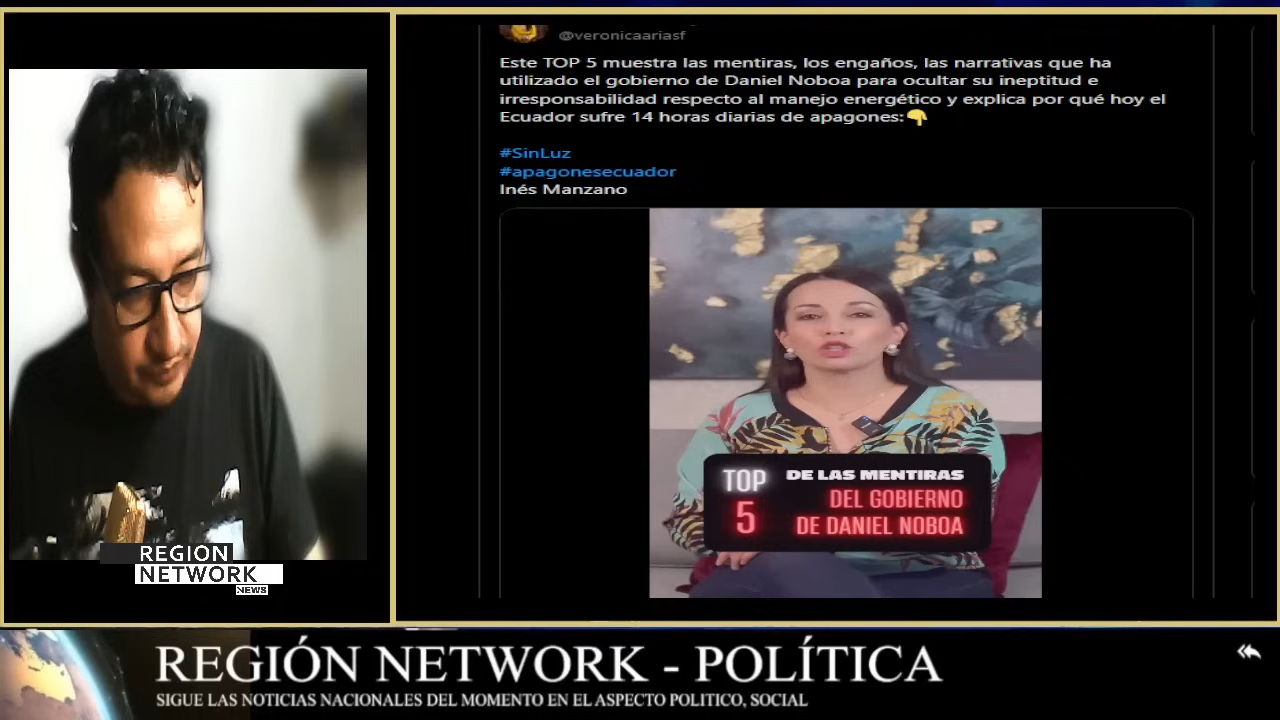 @veronicaariasf
Este TOP 5 muestra las mentiras, los engaños, las narrativas que ha
utilizado el gobierno de Daniel Noboa para ocultar su ineptitud e
irresponsabilidad respecto al manejo energético y explica por qué hoy el
Ecuador sufre 14 horas diarias de apagones:👇
#SinLuz
#apagonesecuador
Inés Manzano
TOP 5
DE LAS MENTIRAS
DEL GOBIERNO
DE DANIEL NOBOA
REGION
NETWORK
NEWS
REGIÓN NETWORK - POLÍTICA
SIGUE LAS NOTICIAS NACIONALES DEL MOMENTO EN EL ASPECTO POLITICO, SOCIAL